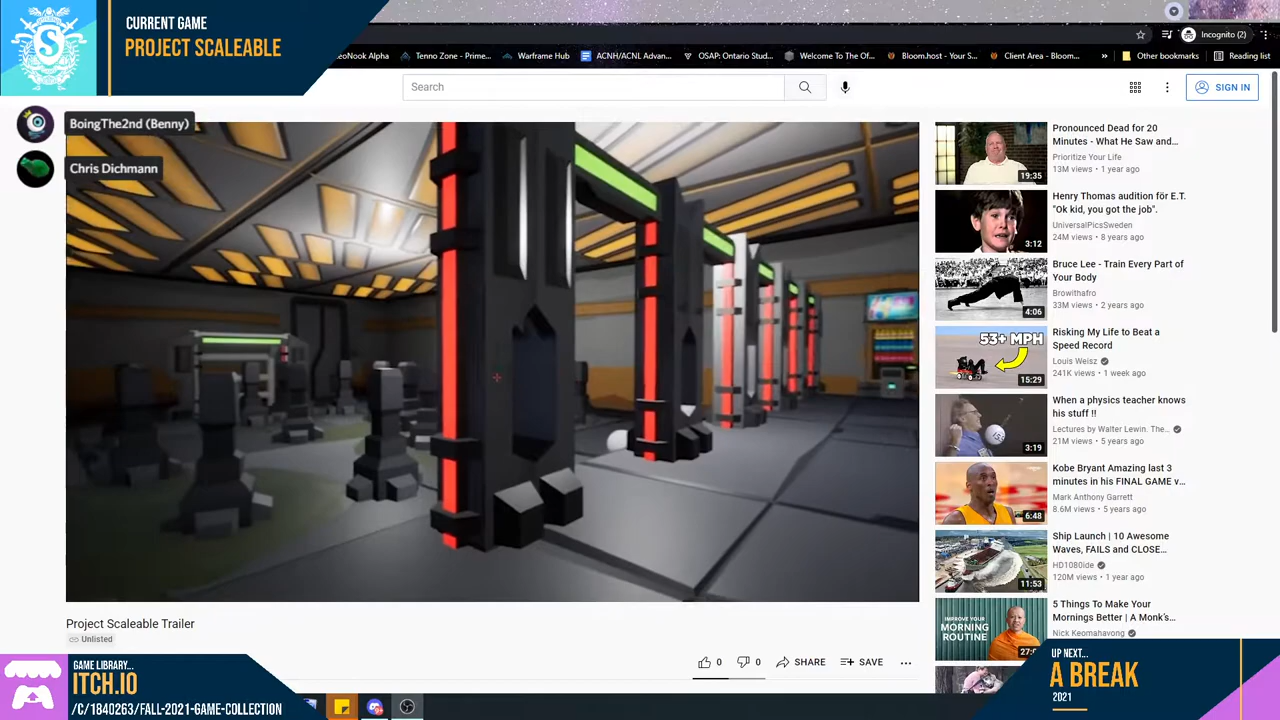 CURRENT GAME
PROJECT SCALEABLE
S
Incognito (2)
eoNook Alpha
Tenno Zone - Prime...
Warframe Hub
ACNH/ACNL Advan...
OSAP: Ontario Stud...
Welcome To The Of...
Bloom.host - Your S...
Client Area - Bloom...
»
Other bookmarks
Reading list
Search
SIGN IN
BoingThe2nd (Benny)
Chris Dichmann
Pronounced Dead for 20
Minutes - What He Saw and...
Prioritize Your Life
13M views • 1 year ago
19:35
Henry Thomas audition för E.T.
"Ok kid, you got the job".
UniversalPicsSweden
24M views • 8 years ago
3:12
Bruce Lee - Train Every Part of
Your Body
Browithafro
33M views • 2 years ago
4:06
Risking My Life to Beat a
Speed Record
Louis Weisz
241K views • 1 week ago
53+ MPH
15:29
When a physics teacher knows
his stuff !!
Lectures by Walter Lewin. The...
21M views • 5 years ago
3:19
Kobe Bryant Amazing last 3
minutes in his FINAL GAME v...
Mark Anthony Garrett
8.6M views • 5 years ago
6:48
Ship Launch | 10 Awesome
Waves, FAILS and CLOSE...
HD1080ide
120M views • 1 year ago
11:53
5 Things To Make Your
Mornings Better | A Monk's...
Nick Keomahavong
IMPROVE YOUR
MORNING
ROUTINE
Project Scaleable Trailer
Unlisted
0
0
SHARE
SAVE
GAME LIBRARY...
ITCH.IO
/C/1840263/FALL-2021-GAME-COLLECTION
UP NEXT...
A BREAK
2021